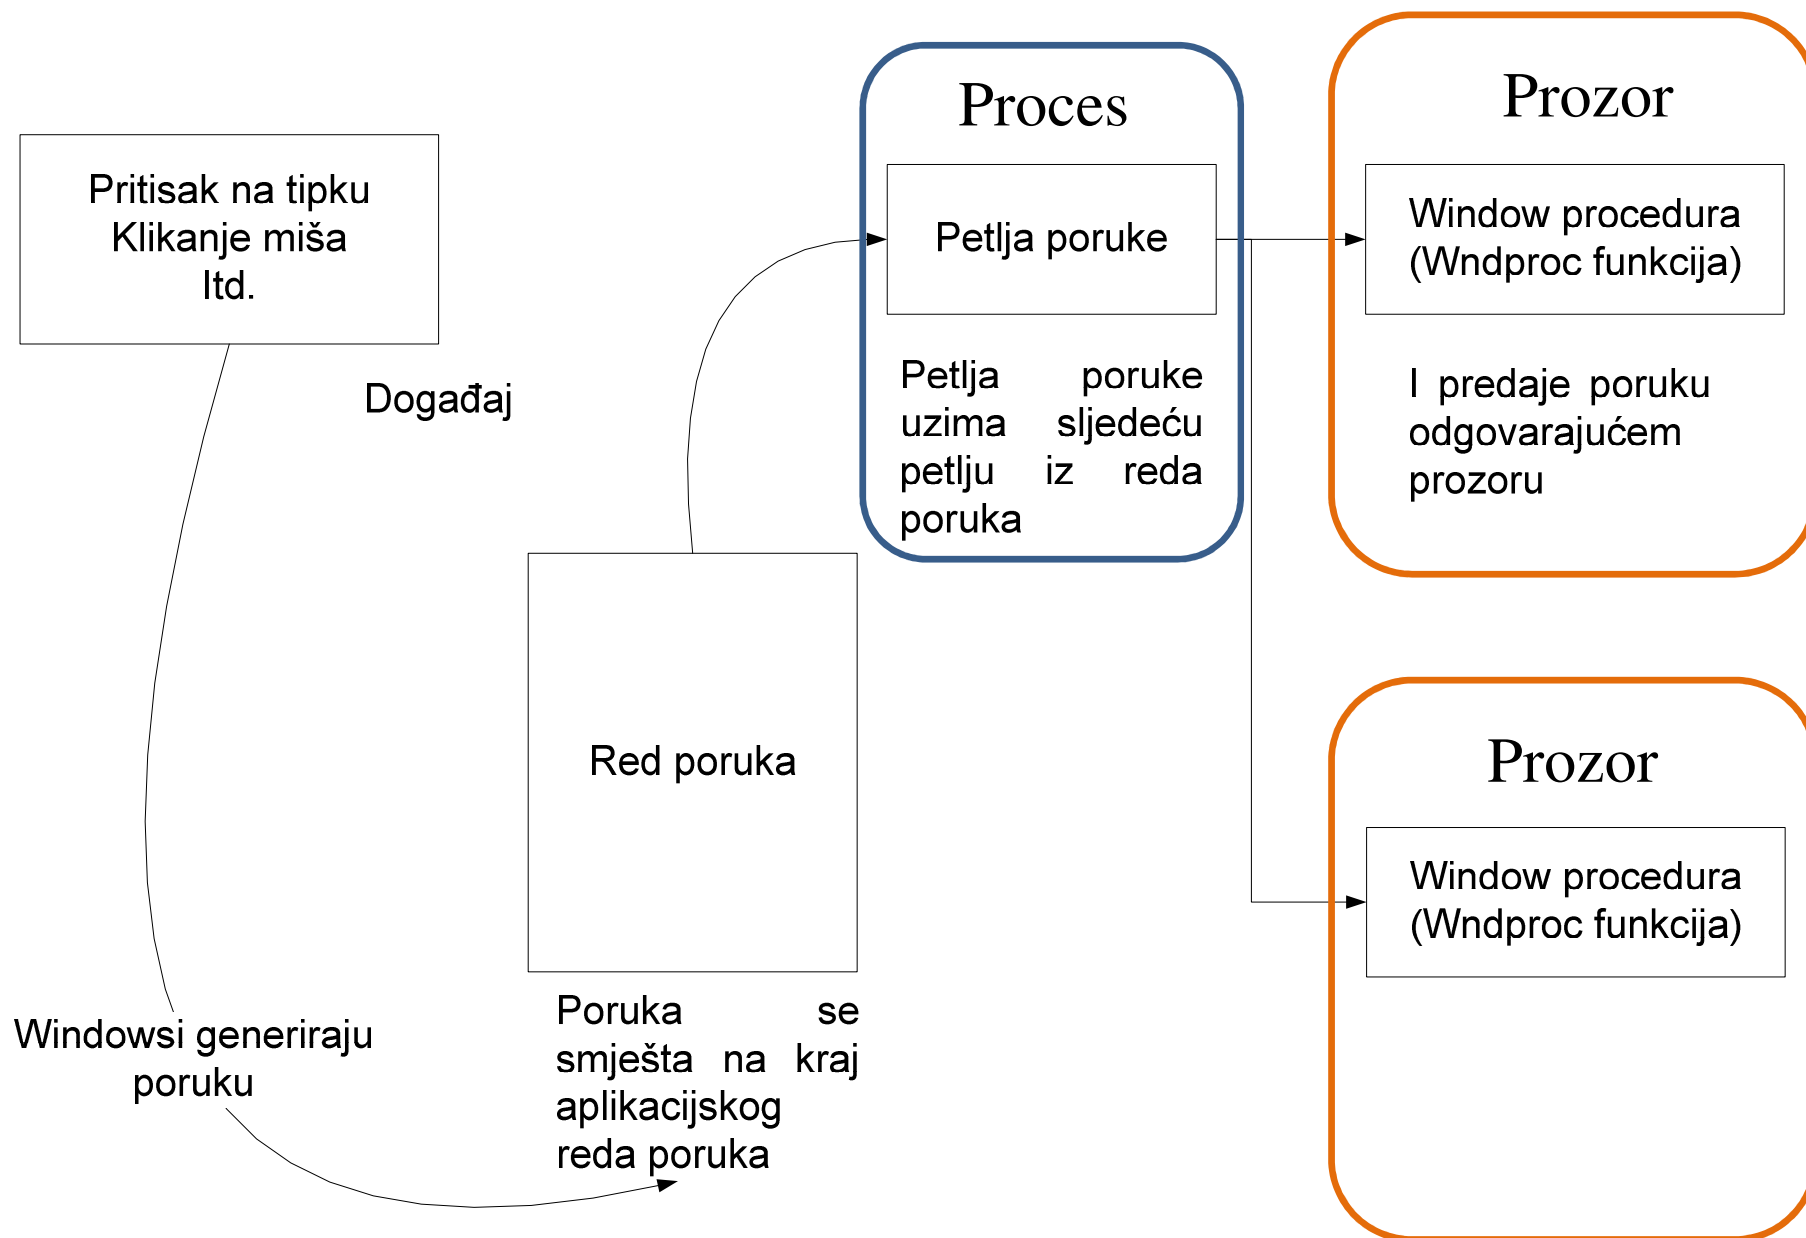 Pritisak na tipku
Klikanje miša
Itd.
Događaj
Windowsi generiraju
poruku
Red poruka
Poruka se
smješta na kraj
aplikacijskog
reda poruka
Proces
Petlja poruke
Petlja poruke
uzima sljedeću
petlju iz reda
poruka
Prozor
Window procedura
(Wndproc funkcija)
I predaje poruku
odgovarajućem
prozoru
Prozor
Window procedura
(Wndproc funkcija)